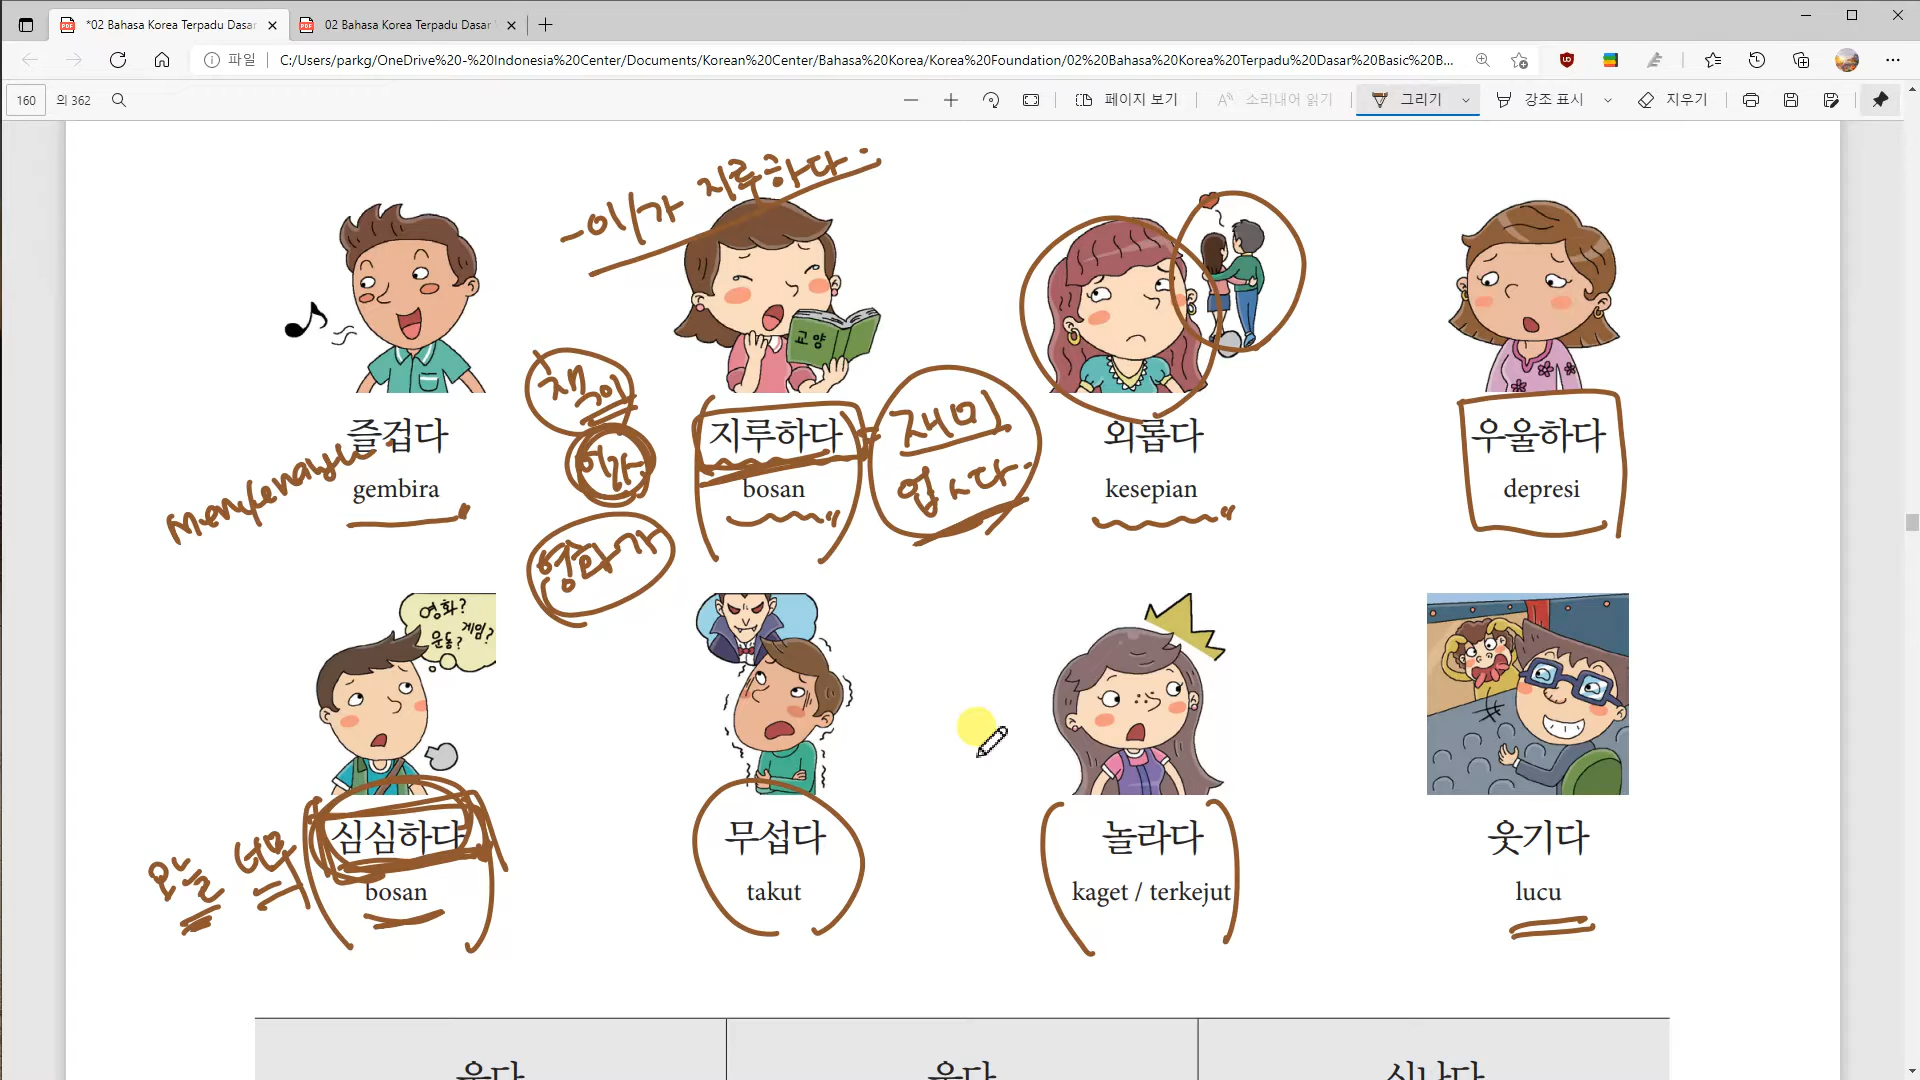 *02 Bahasa Korea Terpadu Dasar
02 Bahasa Korea Terpadu Dasar
파일
C:/Users/parkg/OneDrive%20-%20Indonesia%20Center/Documents/Korean%20Center/Bahasa%20Korea/Korea%20Foundation/02%20Bahasa%20Korea%20Terpadu%20Dasar%20Basic%20B...
160 의 362
페이지 보기
소리내어 읽기
그리기
강조 표시
지우기
-이/가 지루하다.
교양
책이
이가
영화가
재미
업시다.
menyenangkan
즐겁다
지루하다
외롭다
우울하다
gembira
bosan
kesepian
depresi
영화?
게임?
운동?
오늘 너무
심심하다
무섭다
놀라다
웃기다
bosan
takut
kaget / terkejut
lucu